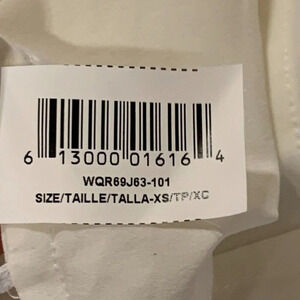 6 13000 01616 4
WQR69J63-101
SIZE/TAILLE/TALLA-XS/TP/XC